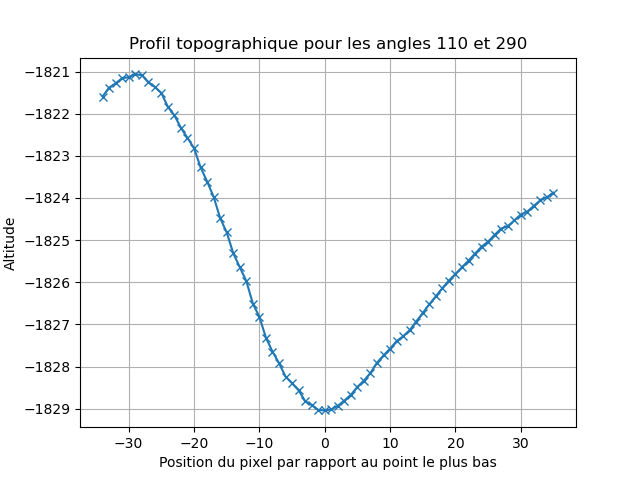 Profil topographique pour les angles 110 et 290
−1821
−1822
−1823
−1824
−1825
−1826
−1827
−1828
−1829
Altitude
−30 −20 −10 0 10 20 30
Position du pixel par rapport au point le plus bas